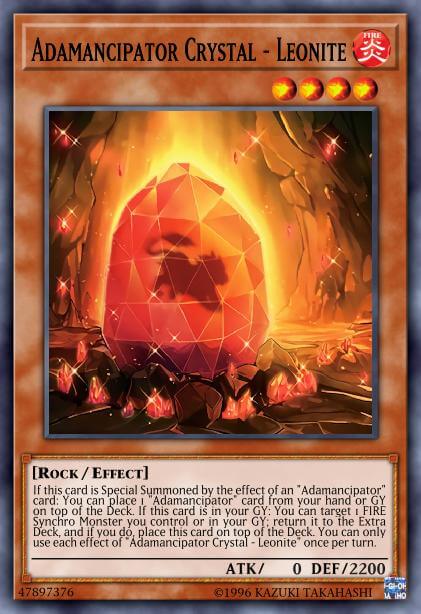 ADAMANCIPATOR CRYSTAL - LEONITE
FIRE
炎
[ROCK / EFFECT]
If this card is Special Summoned by the effect of an "Adamancipator"
card: You can place 1 "Adamancipator" card from your hand or GY
on top of the Deck. If this card is in your GY: You can target 1 FIRE
Synchro Monster you control or in your GY; return it to the Extra
Deck, and if you do, place this card on top of the Deck. You can only
use each effect of "Adamancipator Crystal - Leonite" once per turn.
ATK/ 0 DEF/2200
47897376
©1996 KAZUKI TAKAHASHI